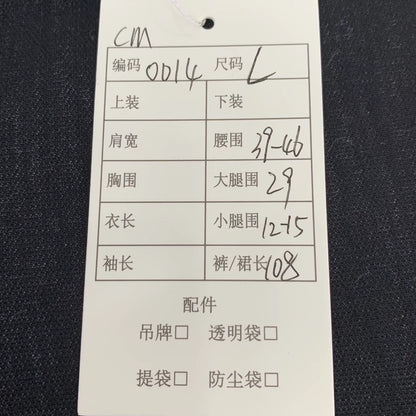 CM
编码 0014 尺码 L
上装 下装
肩宽 腰围 39-46
胸围 大腿围 29
衣长 小腿围 12-15
袖长 裤/裙长 108
配件
吊牌□ 透明袋□
提袋□ 防尘袋□